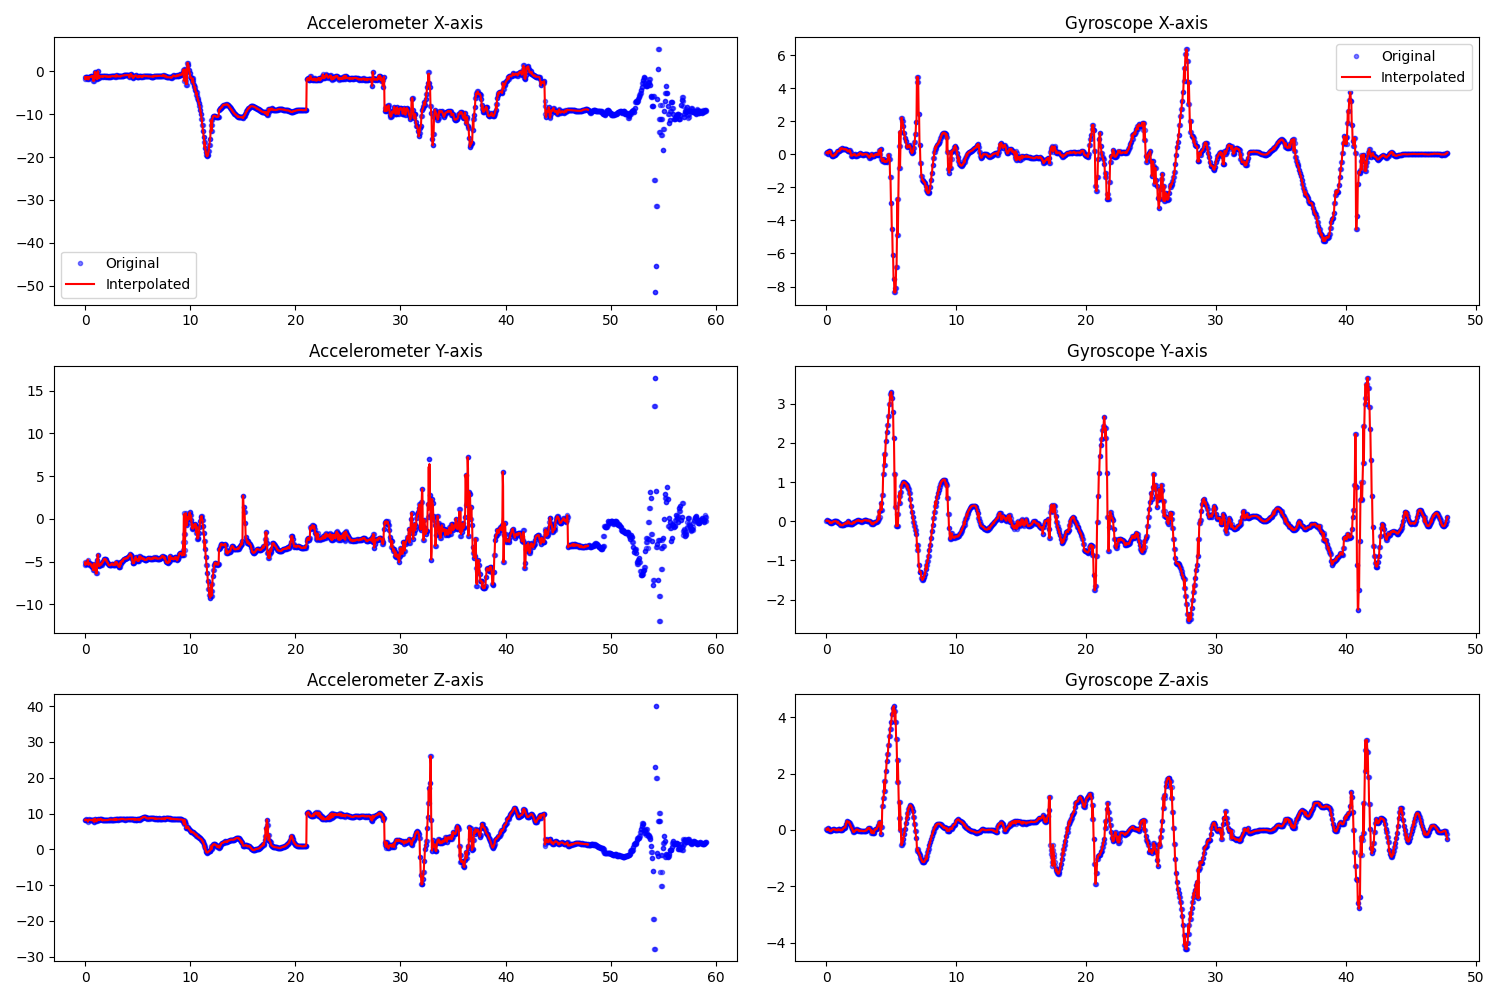 Accelerometer X-axis
0
−10
−20
−30
−40
−50
Original
Interpolated
0 10 20 30 40 50 60
Gyroscope X-axis
6
4
2
0
−2
−4
−6
−8
Original
Interpolated
0 10 20 30 40 50
Accelerometer Y-axis
15
10
5
0
−5
−10
0 10 20 30 40 50 60
Gyroscope Y-axis
3
2
1
0
−1
−2
0 10 20 30 40 50
Accelerometer Z-axis
40
30
20
10
0
−10
−20
−30
0 10 20 30 40 50 60
Gyroscope Z-axis
4
2
0
−2
−4
0 10 20 30 40 50